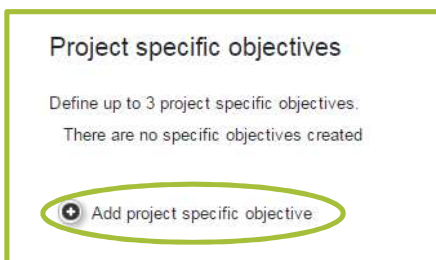 Project specific objectives
Define up to 3 project specific objectives.
There are no specific objectives created
Add project specific objective